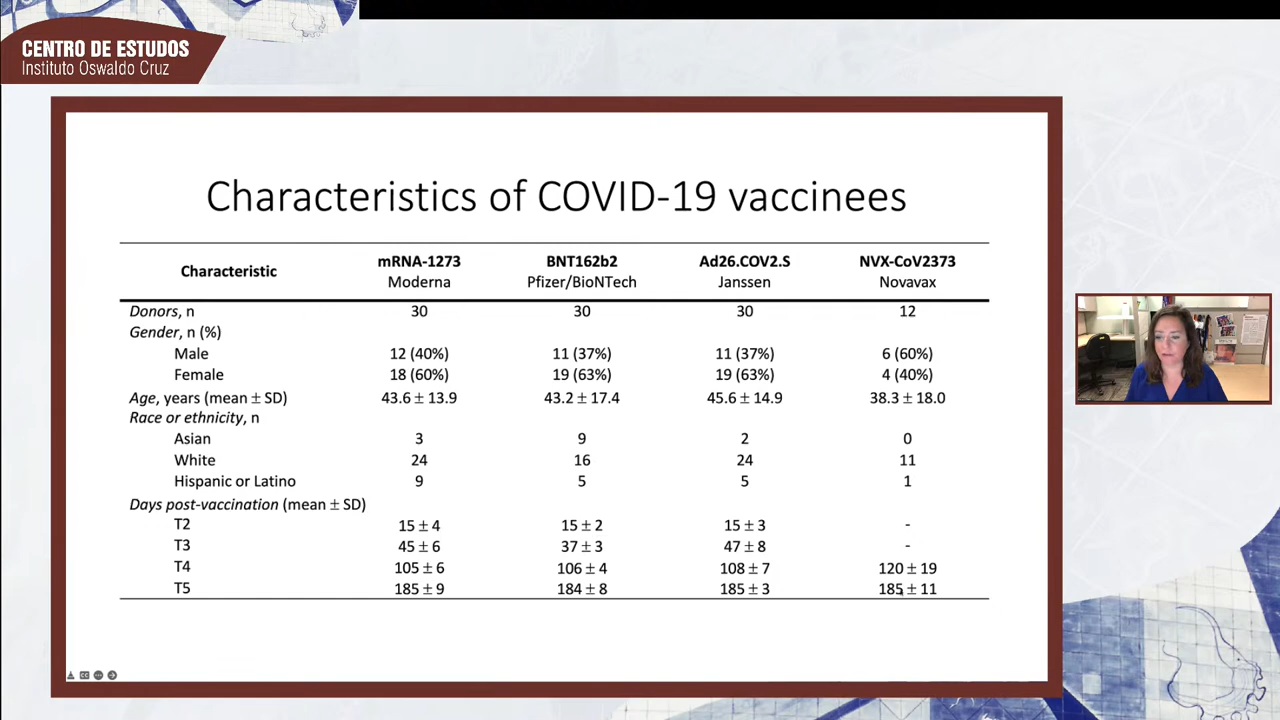 CENTRO DE ESTUDOS
Instituto Oswaldo Cruz
Characteristics of COVID-19 vaccinees
Characteristic mRNA-1273 BNT162b2 Ad26.COV2.S NVX-CoV2373
Moderna Pfizer/BioNTech Janssen Novavax
Donors, n 30 30 30 12
Gender, n (%)
Male 12 (40%) 11 (37%) 11 (37%) 6 (60%)
Female 18 (60%) 19 (63%) 19 (63%) 4 (40%)
Age, years (mean ± SD) 43.6 ± 13.9 43.2 ± 17.4 45.6 ± 14.9 38.3 ± 18.0
Race or ethnicity, n
Asian 3 9 2 0
White 24 16 24 11
Hispanic or Latino 9 5 5 1
Days post-vaccination (mean ± SD)
T2 15 ± 4 15 ± 2 15 ± 3 -
T3 45 ± 6 37 ± 3 47 ± 8 -
T4 105 ± 6 106 ± 4 108 ± 7 120 ± 19
T5 185 ± 9 184 ± 8 185 ± 3 185 ± 11